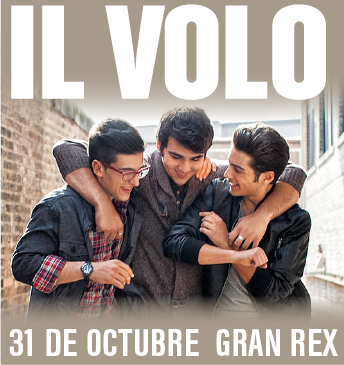 IL VOLO
31 DE OCTUBRE GRAN REX